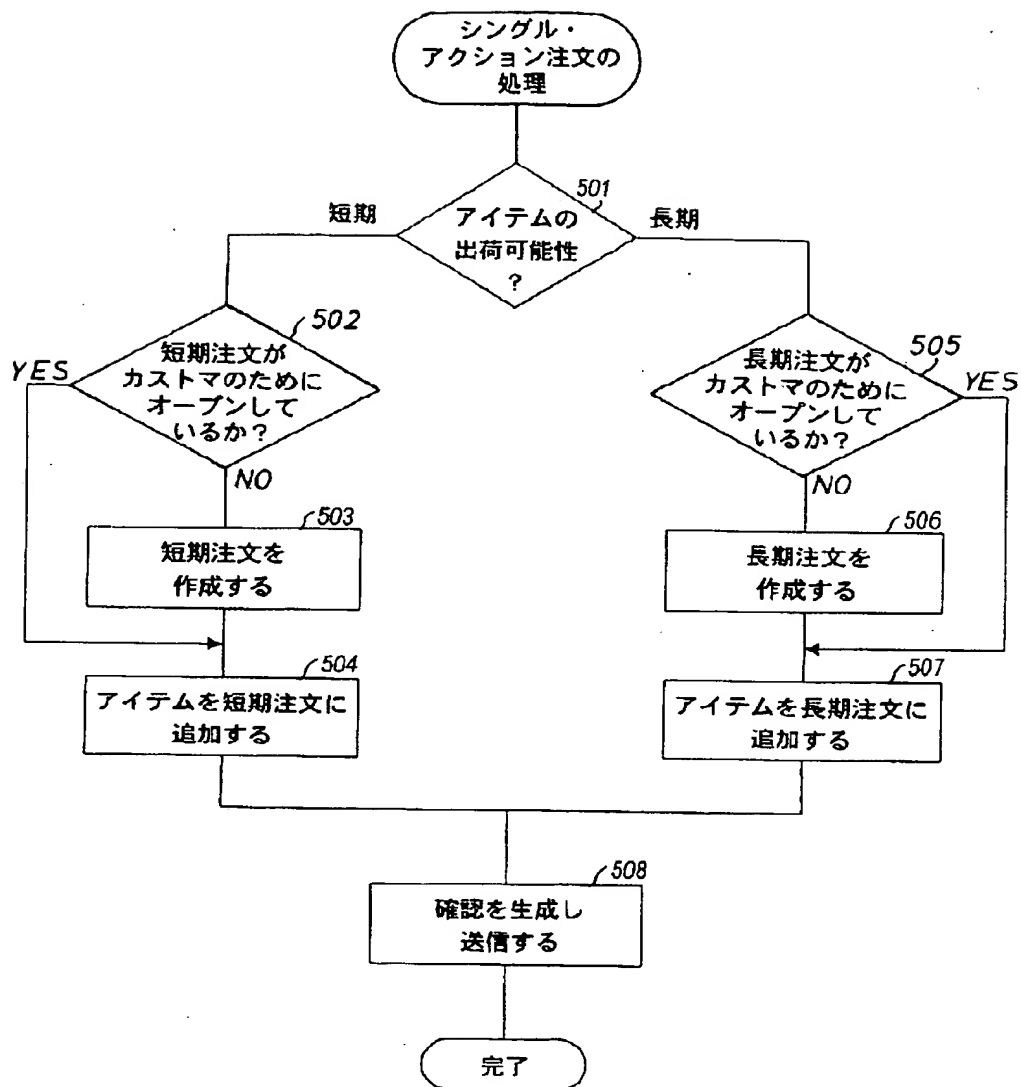 シングル・
アクション注文の
処理
501
短期
アイテムの
出荷可能性
?
長期
502
YES
短期注文が
カストマのために
オープンして
いるか?
NO
505
YES
長期注文が
カストマのために
オープンして
いるか?
NO
503
短期注文を
作成する
506
長期注文を
作成する
504
アイテムを短期注文に
追加する
507
アイテムを長期注文に
追加する
508
確認を生成し
送信する
完了